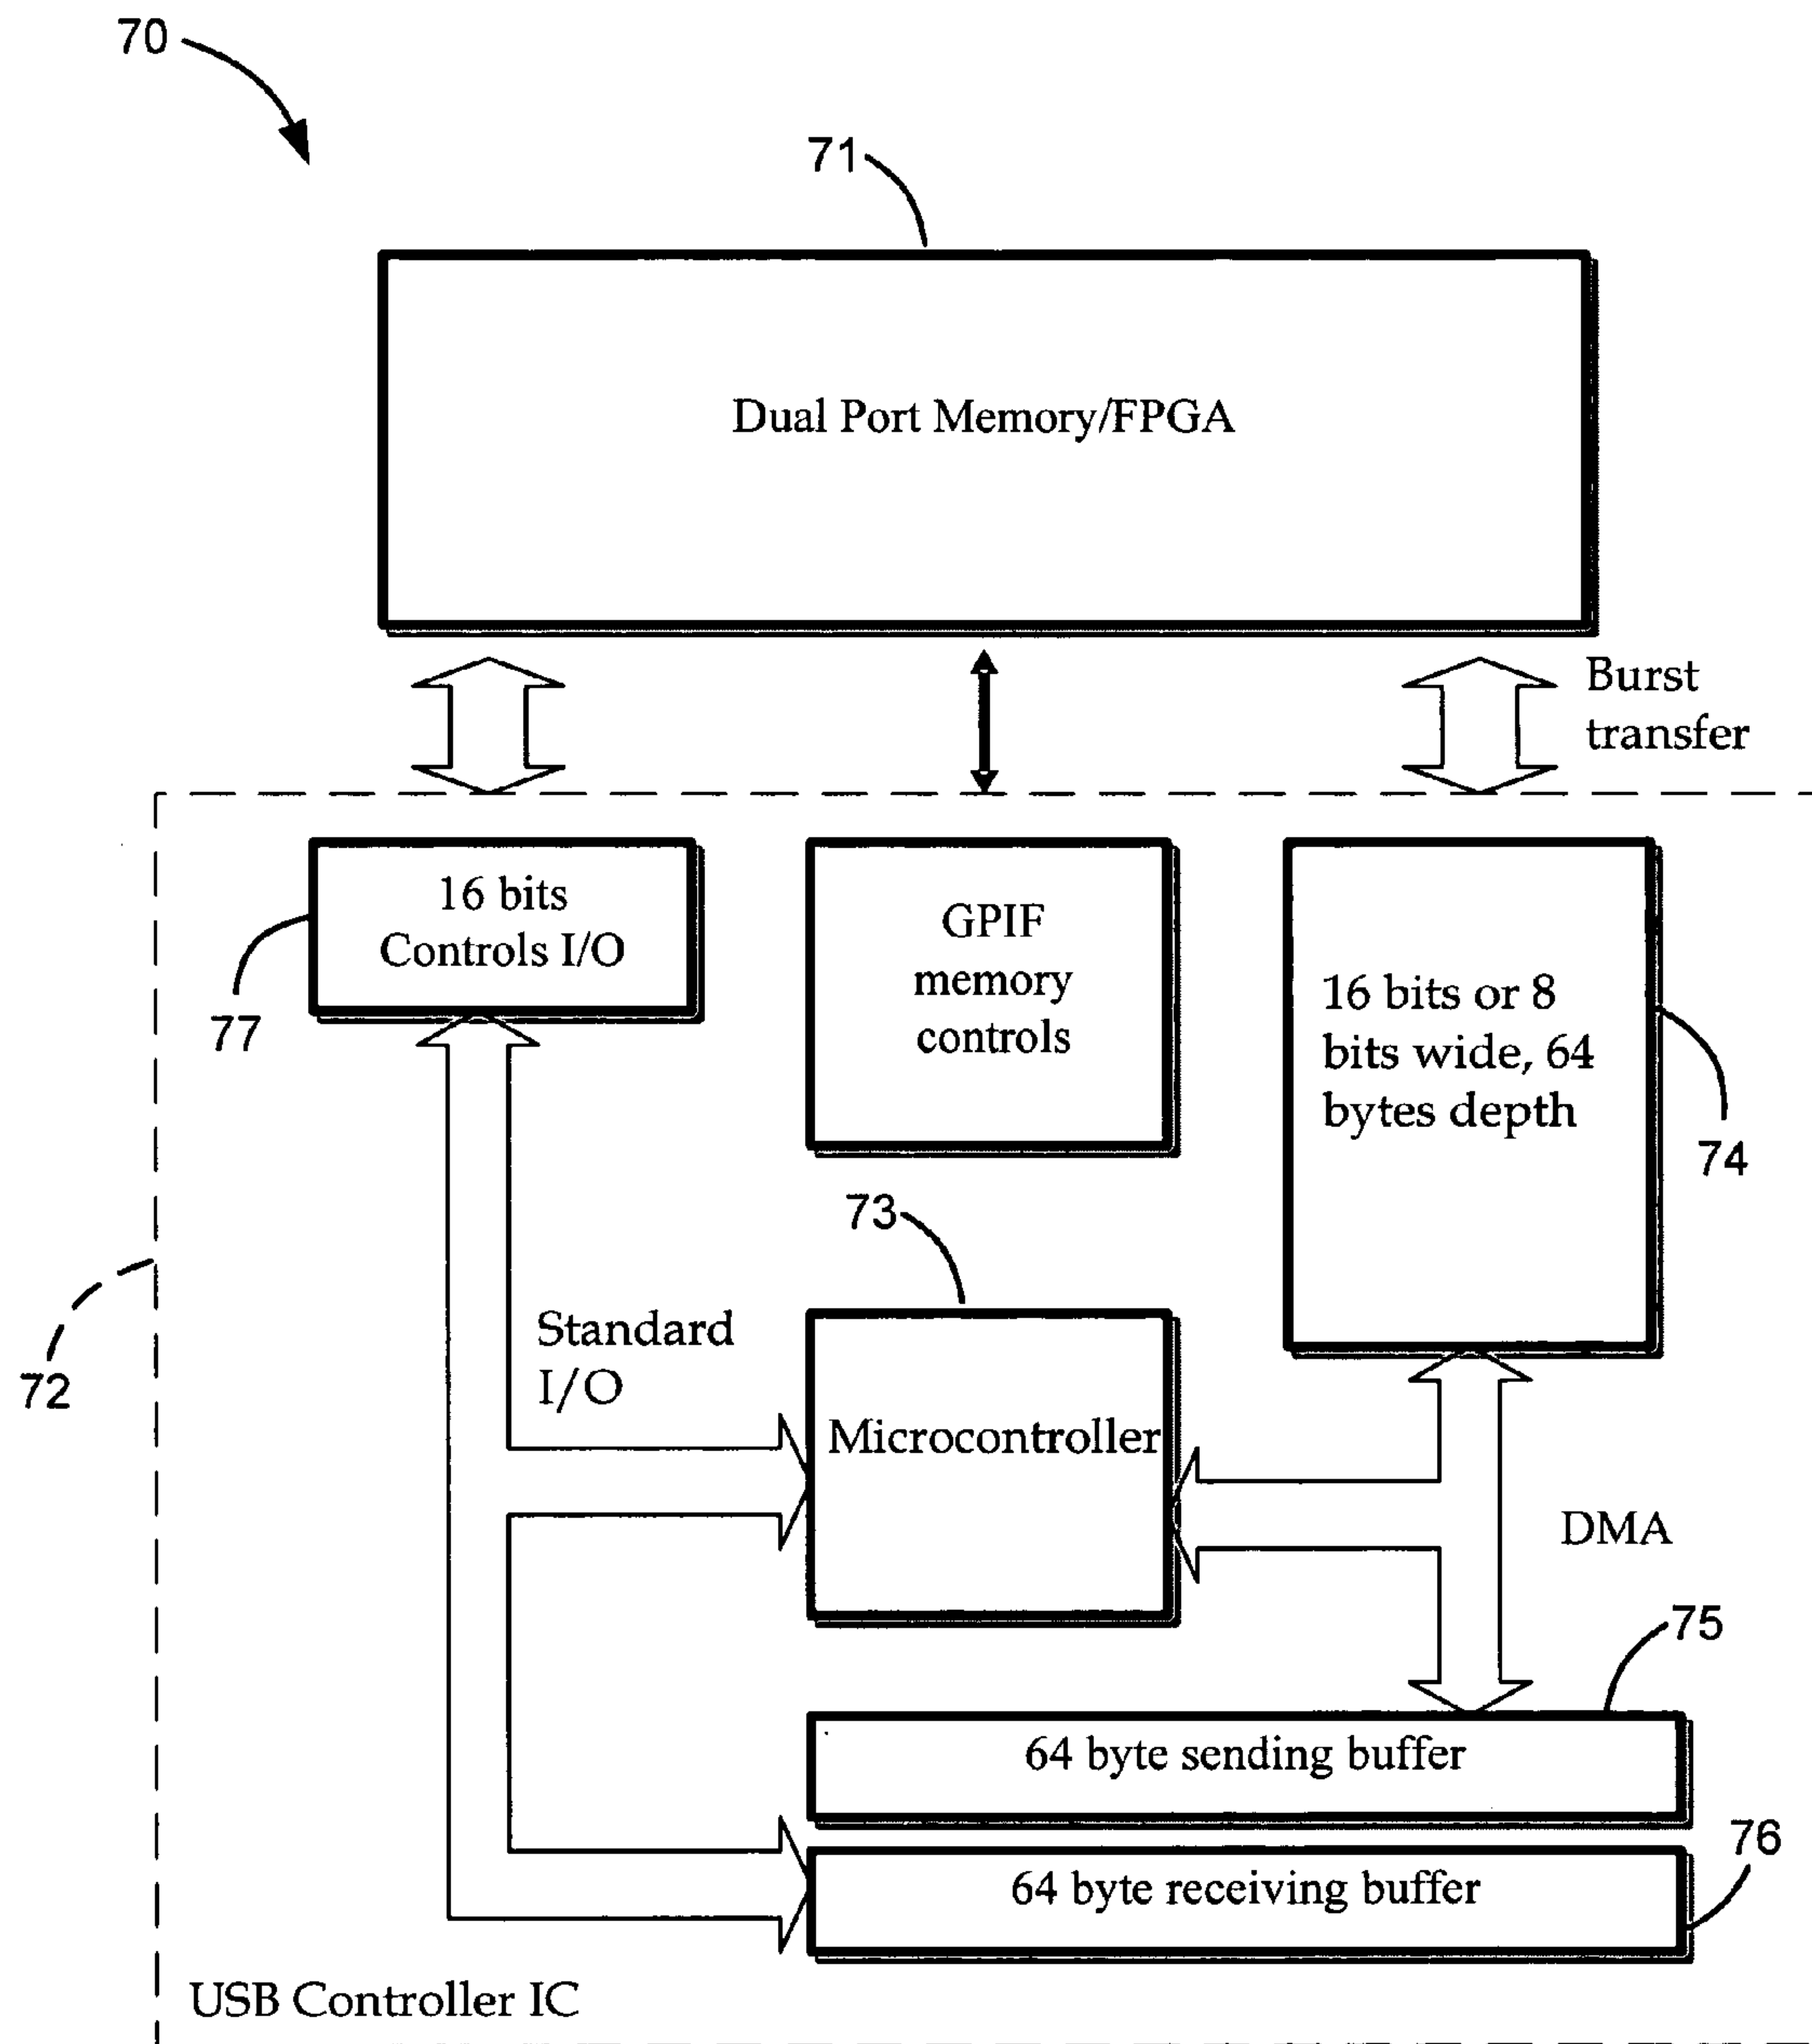 70
71
Dual Port Memory/FPGA
Burst
transfer
16 bits
Controls I/O
77
GPIF
memory
controls
16 bits or 8
bits wide, 64
bytes depth
74
73
72
Standard
I/O
Microcontroller
DMA
75
64 byte sending buffer
76
64 byte receiving buffer
USB Controller IC